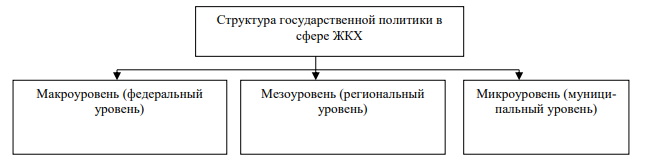 Структура государственной политики в
сфере ЖКХ
Макроуровень (федеральный
уровень)
Мезоуровень (региональный
уровень)
Микроуровень (муници-
пальный уровень)